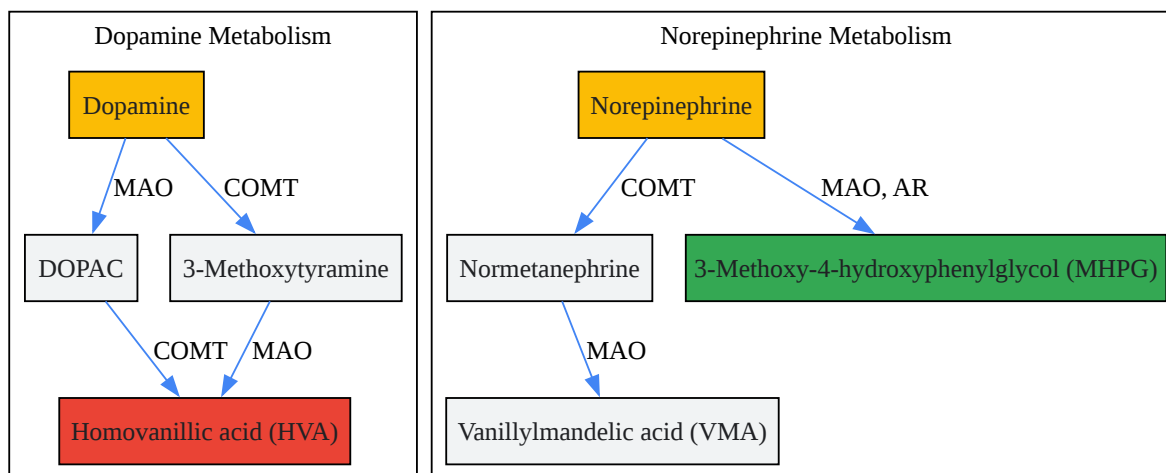 Dopamine Metabolism
Dopamine
MAO
COMT
DOPAC
3-Methoxytyramine
COMT
MAO
Homovanillic acid (HVA)
Norepinephrine Metabolism
Norepinephrine
COMT
MAO, AR
Normetanephrine
3-Methoxy-4-hydroxyphenylglycol (MHPG)
MAO
Vanillylmandelic acid (VMA)